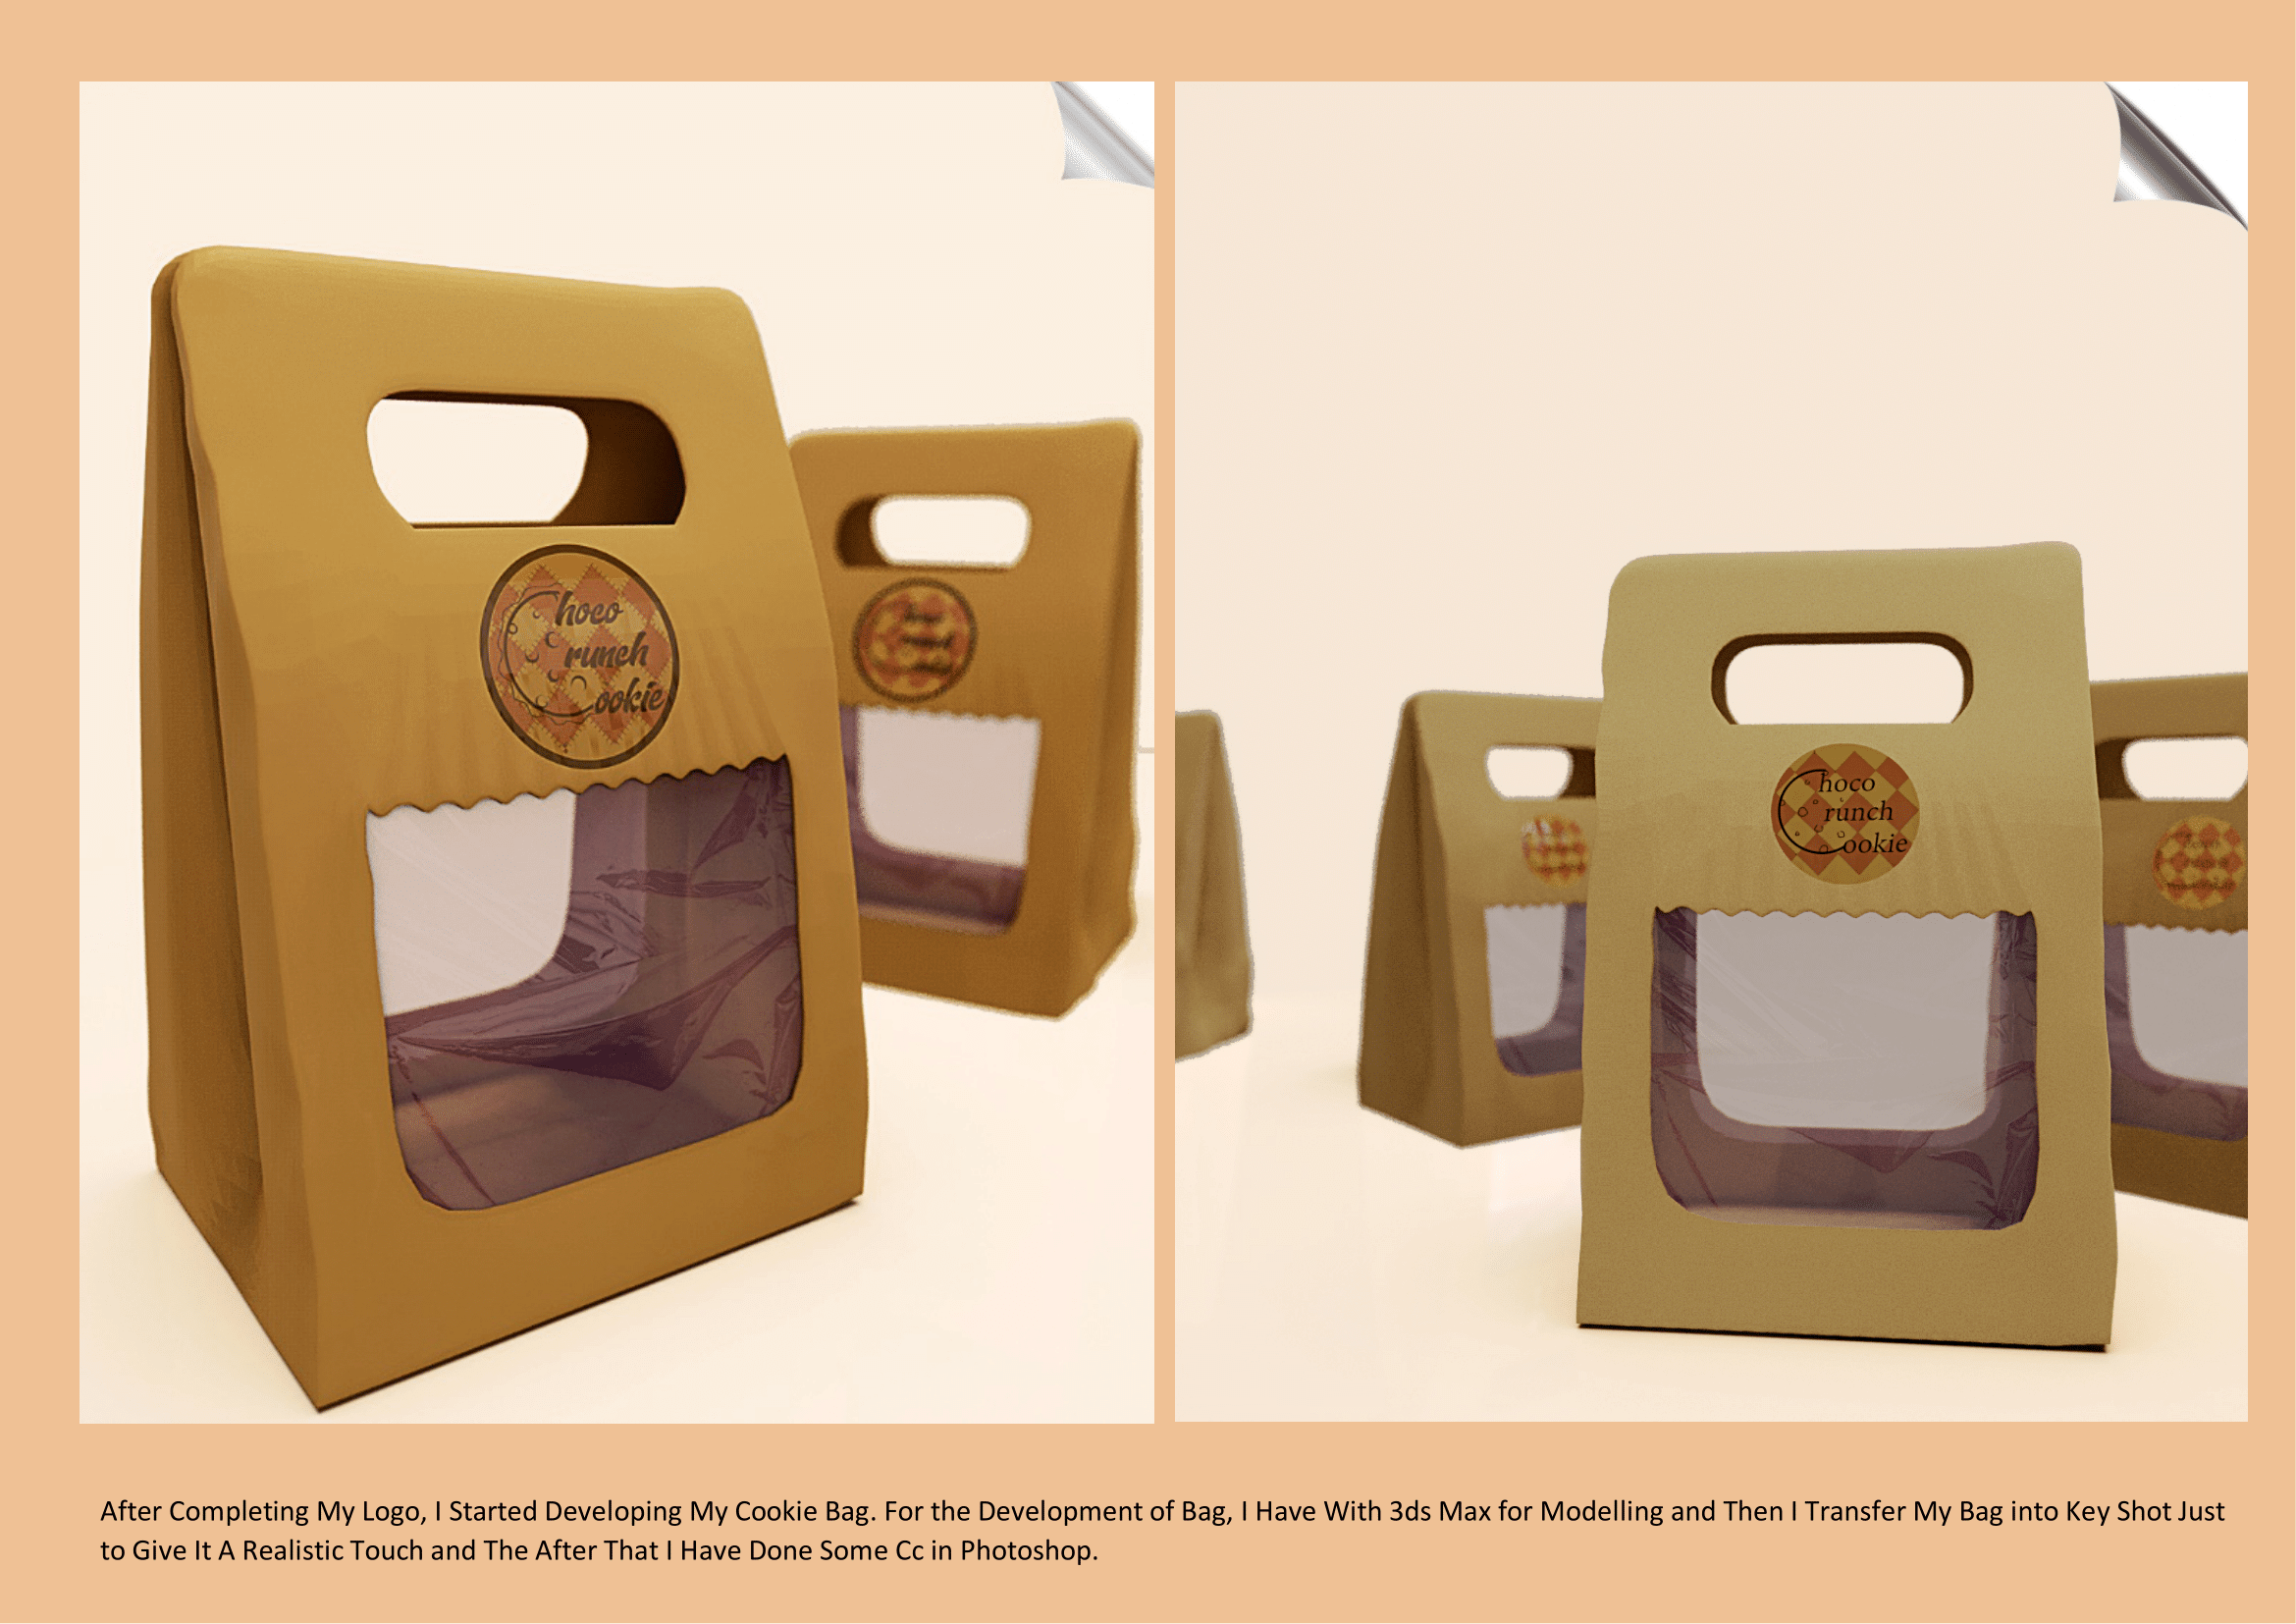 hoco
runch
ookie
hoco
runch
ookie
After Completing My Logo, I Started Developing My Cookie Bag. For the Development of Bag, I Have With 3ds Max for Modelling and Then I Transfer My Bag into Key Shot Just
to Give It A Realistic Touch and The After That I Have Done Some Cc in Photoshop.